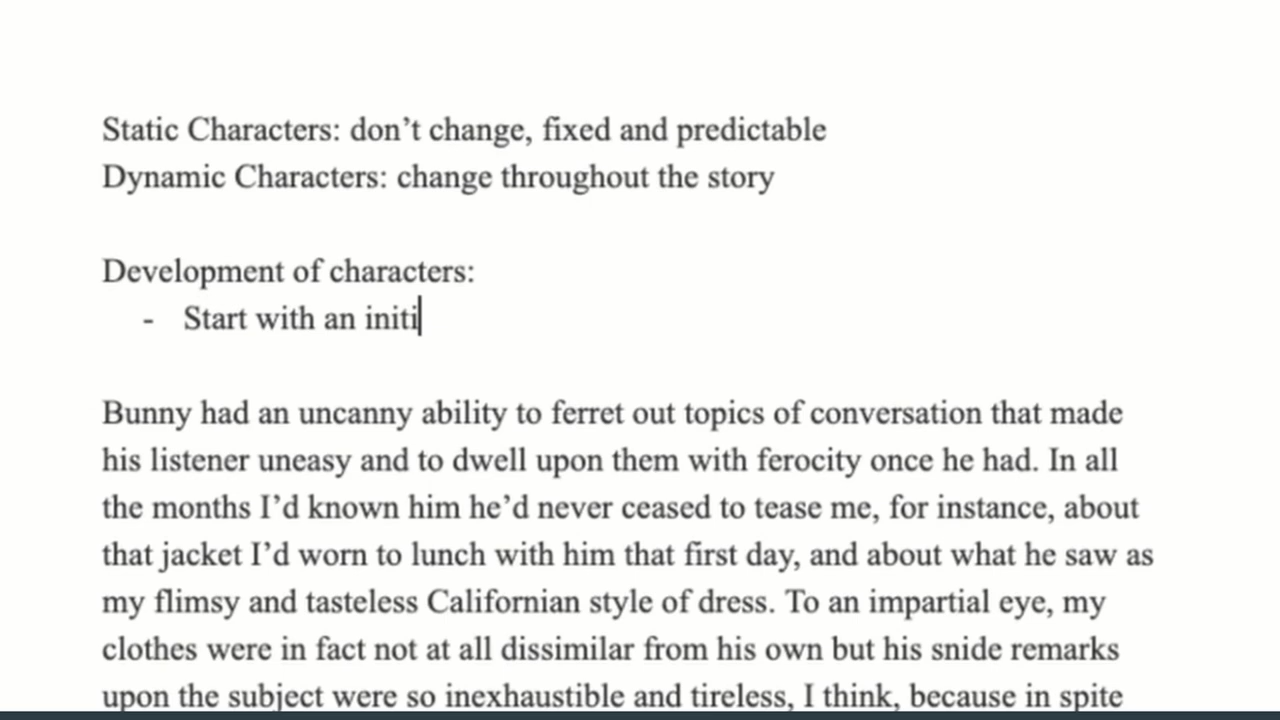 Static Characters: don’t change, fixed and predictable
Dynamic Characters: change throughout the story
Development of characters:
- Start with an initi
Bunny had an uncanny ability to ferret out topics of conversation that made
his listener uneasy and to dwell upon them with ferocity once he had. In all
the months I’d known him he’d never ceased to tease me, for instance, about
that jacket I’d worn to lunch with him that first day, and about what he saw as
my flimsy and tasteless Californian style of dress. To an impartial eye, my
clothes were in fact not at all dissimilar from his own but his snide remarks
upon the subject were so inexhaustible and tireless, I think, because in spite